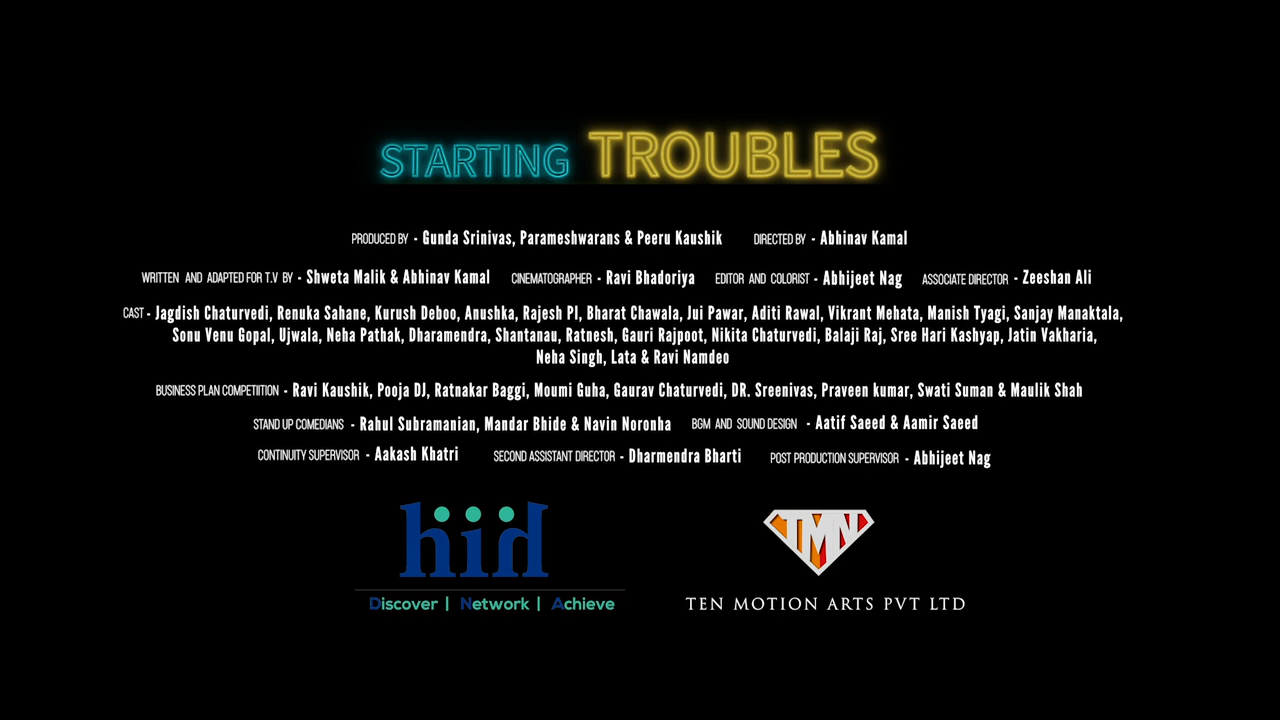 STARTING TROUBLES
PRODUCED BY - Gunda Srinivas, Parameshwarans & Peeru Kaushik DIRECTED BY - Abhinav Kamal
WRITTEN AND ADAPTED FOR T.V BY - Shweta Malik & Abhinav Kamal CINEMATOGRAPHER - Ravi Bhadoriya EDITOR AND COLORIST - Abhijeet Nag ASSOCIATE DIRECTOR - Zeeshan Ali
CAST - Jagdish Chaturvedi, Renuka Sahane, Kurush Deboo, Anushka, Rajesh PI, Bharat Chawala, Jui Pawar, Aditi Rawal, Vikrant Mehata, Manish Tyagi, Sanjay Manaktala,
Sonu Venu Gopal, Ujwala, Neha Pathak, Dharamendra, Shantanau, Ratnesh, Gauri Rajpoot, Nikita Chaturvedi, Balaji Raj, Sree Hari Kashyap, Jatin Vakharia,
Neha Singh, Lata & Ravi Namdeo
BUSINESS PLAN COMPETIITION - Ravi Kaushik, Pooja DJ, Ratnakar Baggi, Moumi Guha, Gaurav Chaturvedi, DR. Sreenivas, Praveen kumar, Swati Suman & Maulik Shah
STAND UP COMEDIANS - Rahul Subramanian, Mandar Bhide & Navin Noronha BGM AND SOUND DESIGN - Aatif Saeed & Aamir Saeed
CONTINUITY SUPERVISOR - Aakash Khatri SECOND ASSISTANT DIRECTOR - Dharmendra Bharti POST PRODUCTION SUPERVISOR - Abhijeet Nag
hiid
Discover | Network | Achieve
TMN
TEN MOTION ARTS PVT LTD